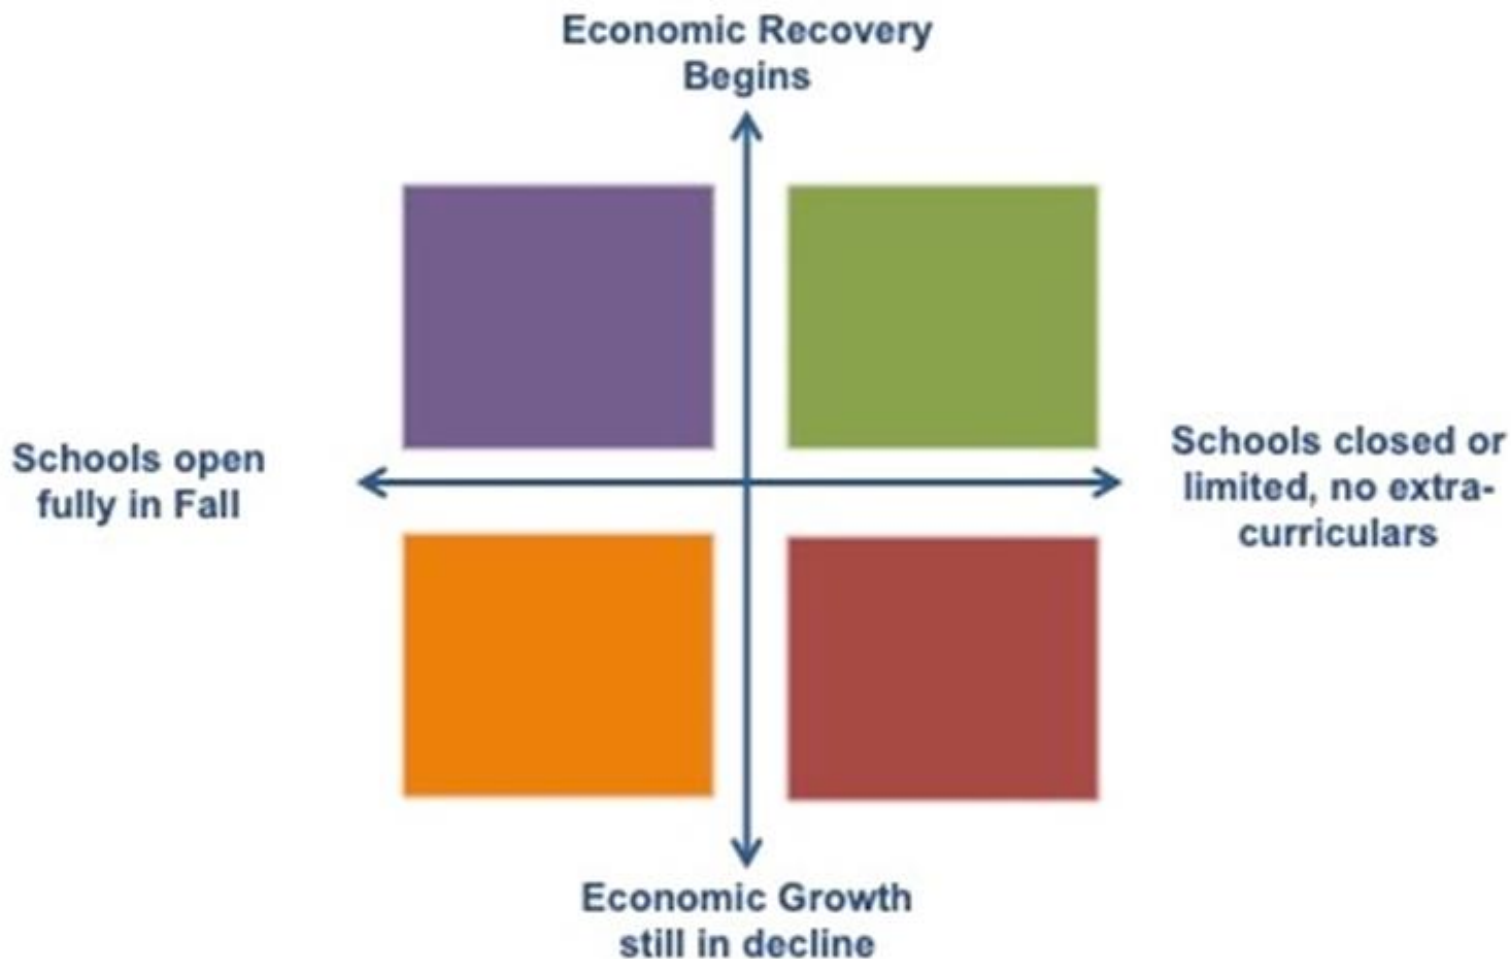 Economic Recovery
Begins
Schools open
fully in Fall
Schools closed or
limited, no extra-
curriculars
Economic Growth
still in decline